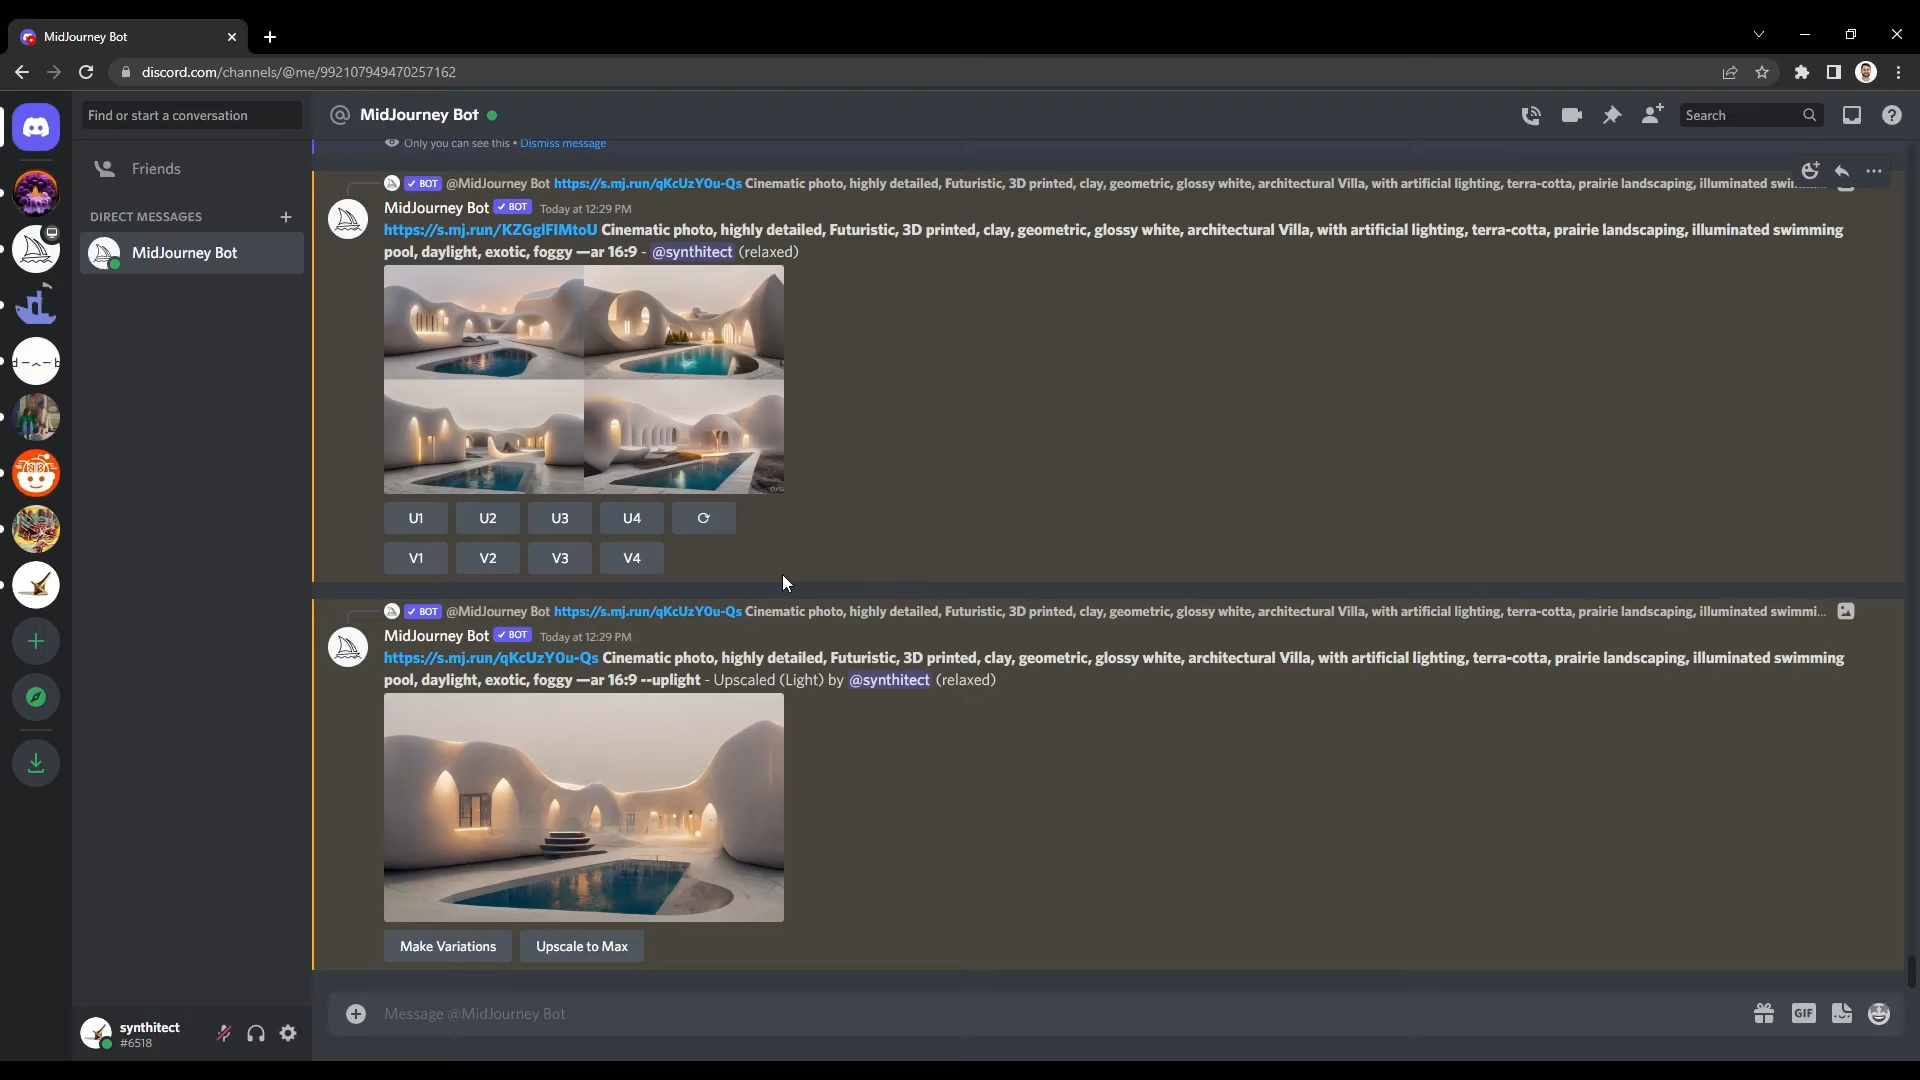 MidJourney Bot
discord.com/channels/@me/992107949470257162
Find or start a conversation
MidJourney Bot
Search
Only you can see this • Dismiss message
Friends
DIRECT MESSAGES
MidJourney Bot
BOT @MidJourney Bot https://s.mj.run/qKcUzY0u-Qs Cinematic photo, highly detailed, Futuristic, 3D printed, clay, geometric, glossy white, architectural Villa, with artificial lighting, terra-cotta, prairie landscaping, illuminated
MidJourney Bot BOT Today at 12:29 PM
https://s.mj.run/KZGglFIMtoU Cinematic photo, highly detailed, Futuristic, 3D printed, clay, geometric, glossy white, architectural Villa, with artificial lighting, terra-cotta, prairie landscaping, illuminated swimming
pool, daylight, exotic, foggy —ar 16:9 - @synthitect (relaxed)
U1 U2 U3 U4
V1 V2 V3 V4
BOT @MidJourney Bot https://s.mj.run/qKcUzY0u-Qs Cinematic photo, highly detailed, Futuristic, 3D printed, clay, geometric, glossy white, architectural Villa, with artificial lighting, terra-cotta, prairie landscaping, illuminated swimmi...
MidJourney Bot BOT Today at 12:29 PM
https://s.mj.run/qKcUzY0u-Qs Cinematic photo, highly detailed, Futuristic, 3D printed, clay, geometric, glossy white, architectural Villa, with artificial lighting, terra-cotta, prairie landscaping, illuminated swimming
pool, daylight, exotic, foggy —ar 16:9 --uplight - Upscaled (Light) by @synthitect (relaxed)
Make Variations Upscale to Max
Message @MidJourney Bot
GIF
synthitect
#6518